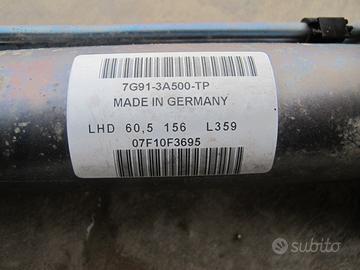 7G91-3A500-TP
MADE IN GERMANY
LHD 60,5 156 L359
07F10F3695
subito